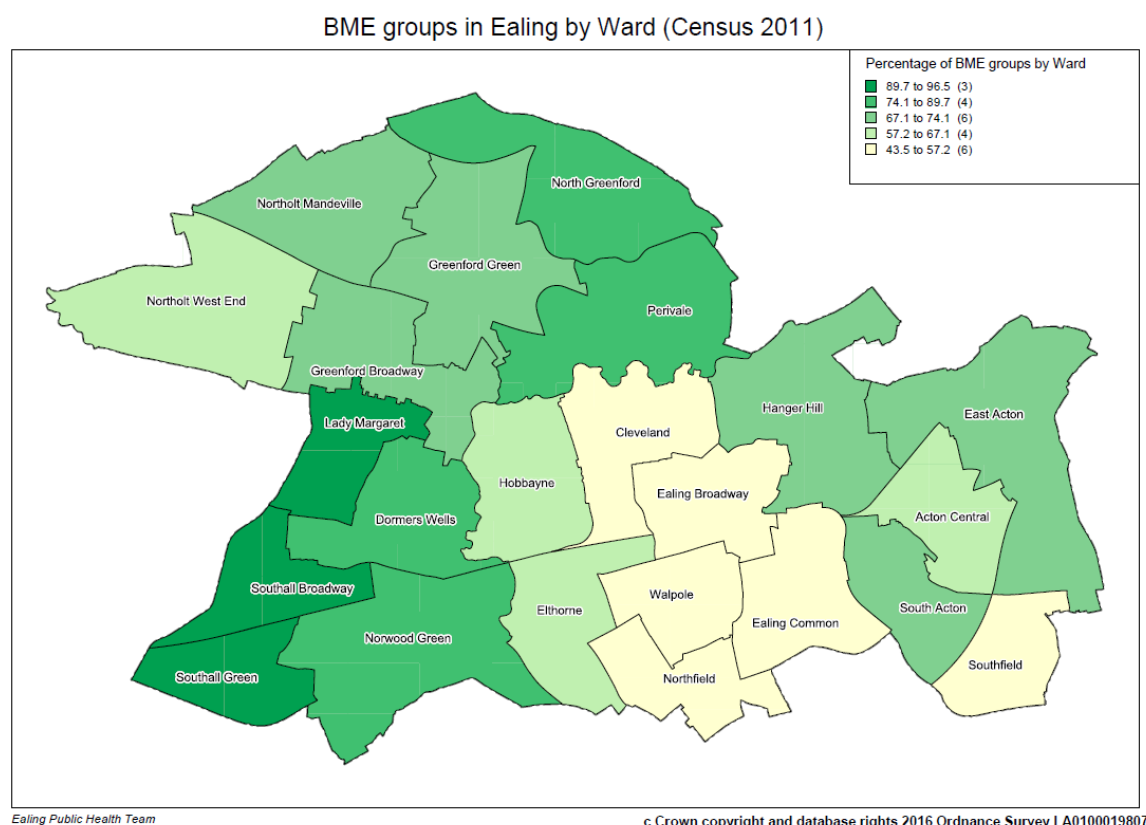 BME groups in Ealing by Ward (Census 2011)
Percentage of BME groups by Ward
89.7 to 96.5 (3)
74.1 to 89.7 (4)
67.1 to 74.1 (6)
57.2 to 67.1 (4)
43.5 to 57.2 (6)
North Greenford
Northolt Mandeville
Greenford Green
Northolt West End
Perivale
Greenford Broadway
Hanger Hill
East Acton
Lady Margaret
Cleveland
Hobbayne
Ealing Broadway
Dormers Wells
Acton Central
Southall Broadway
Walpole
Elthorne
South Acton
Ealing Common
Norwood Green
Southfield
Southall Green
Northfield
Ealing Public Health Team
c Crown copyright and database rights 2016 Ordnance Survey LA0100019807